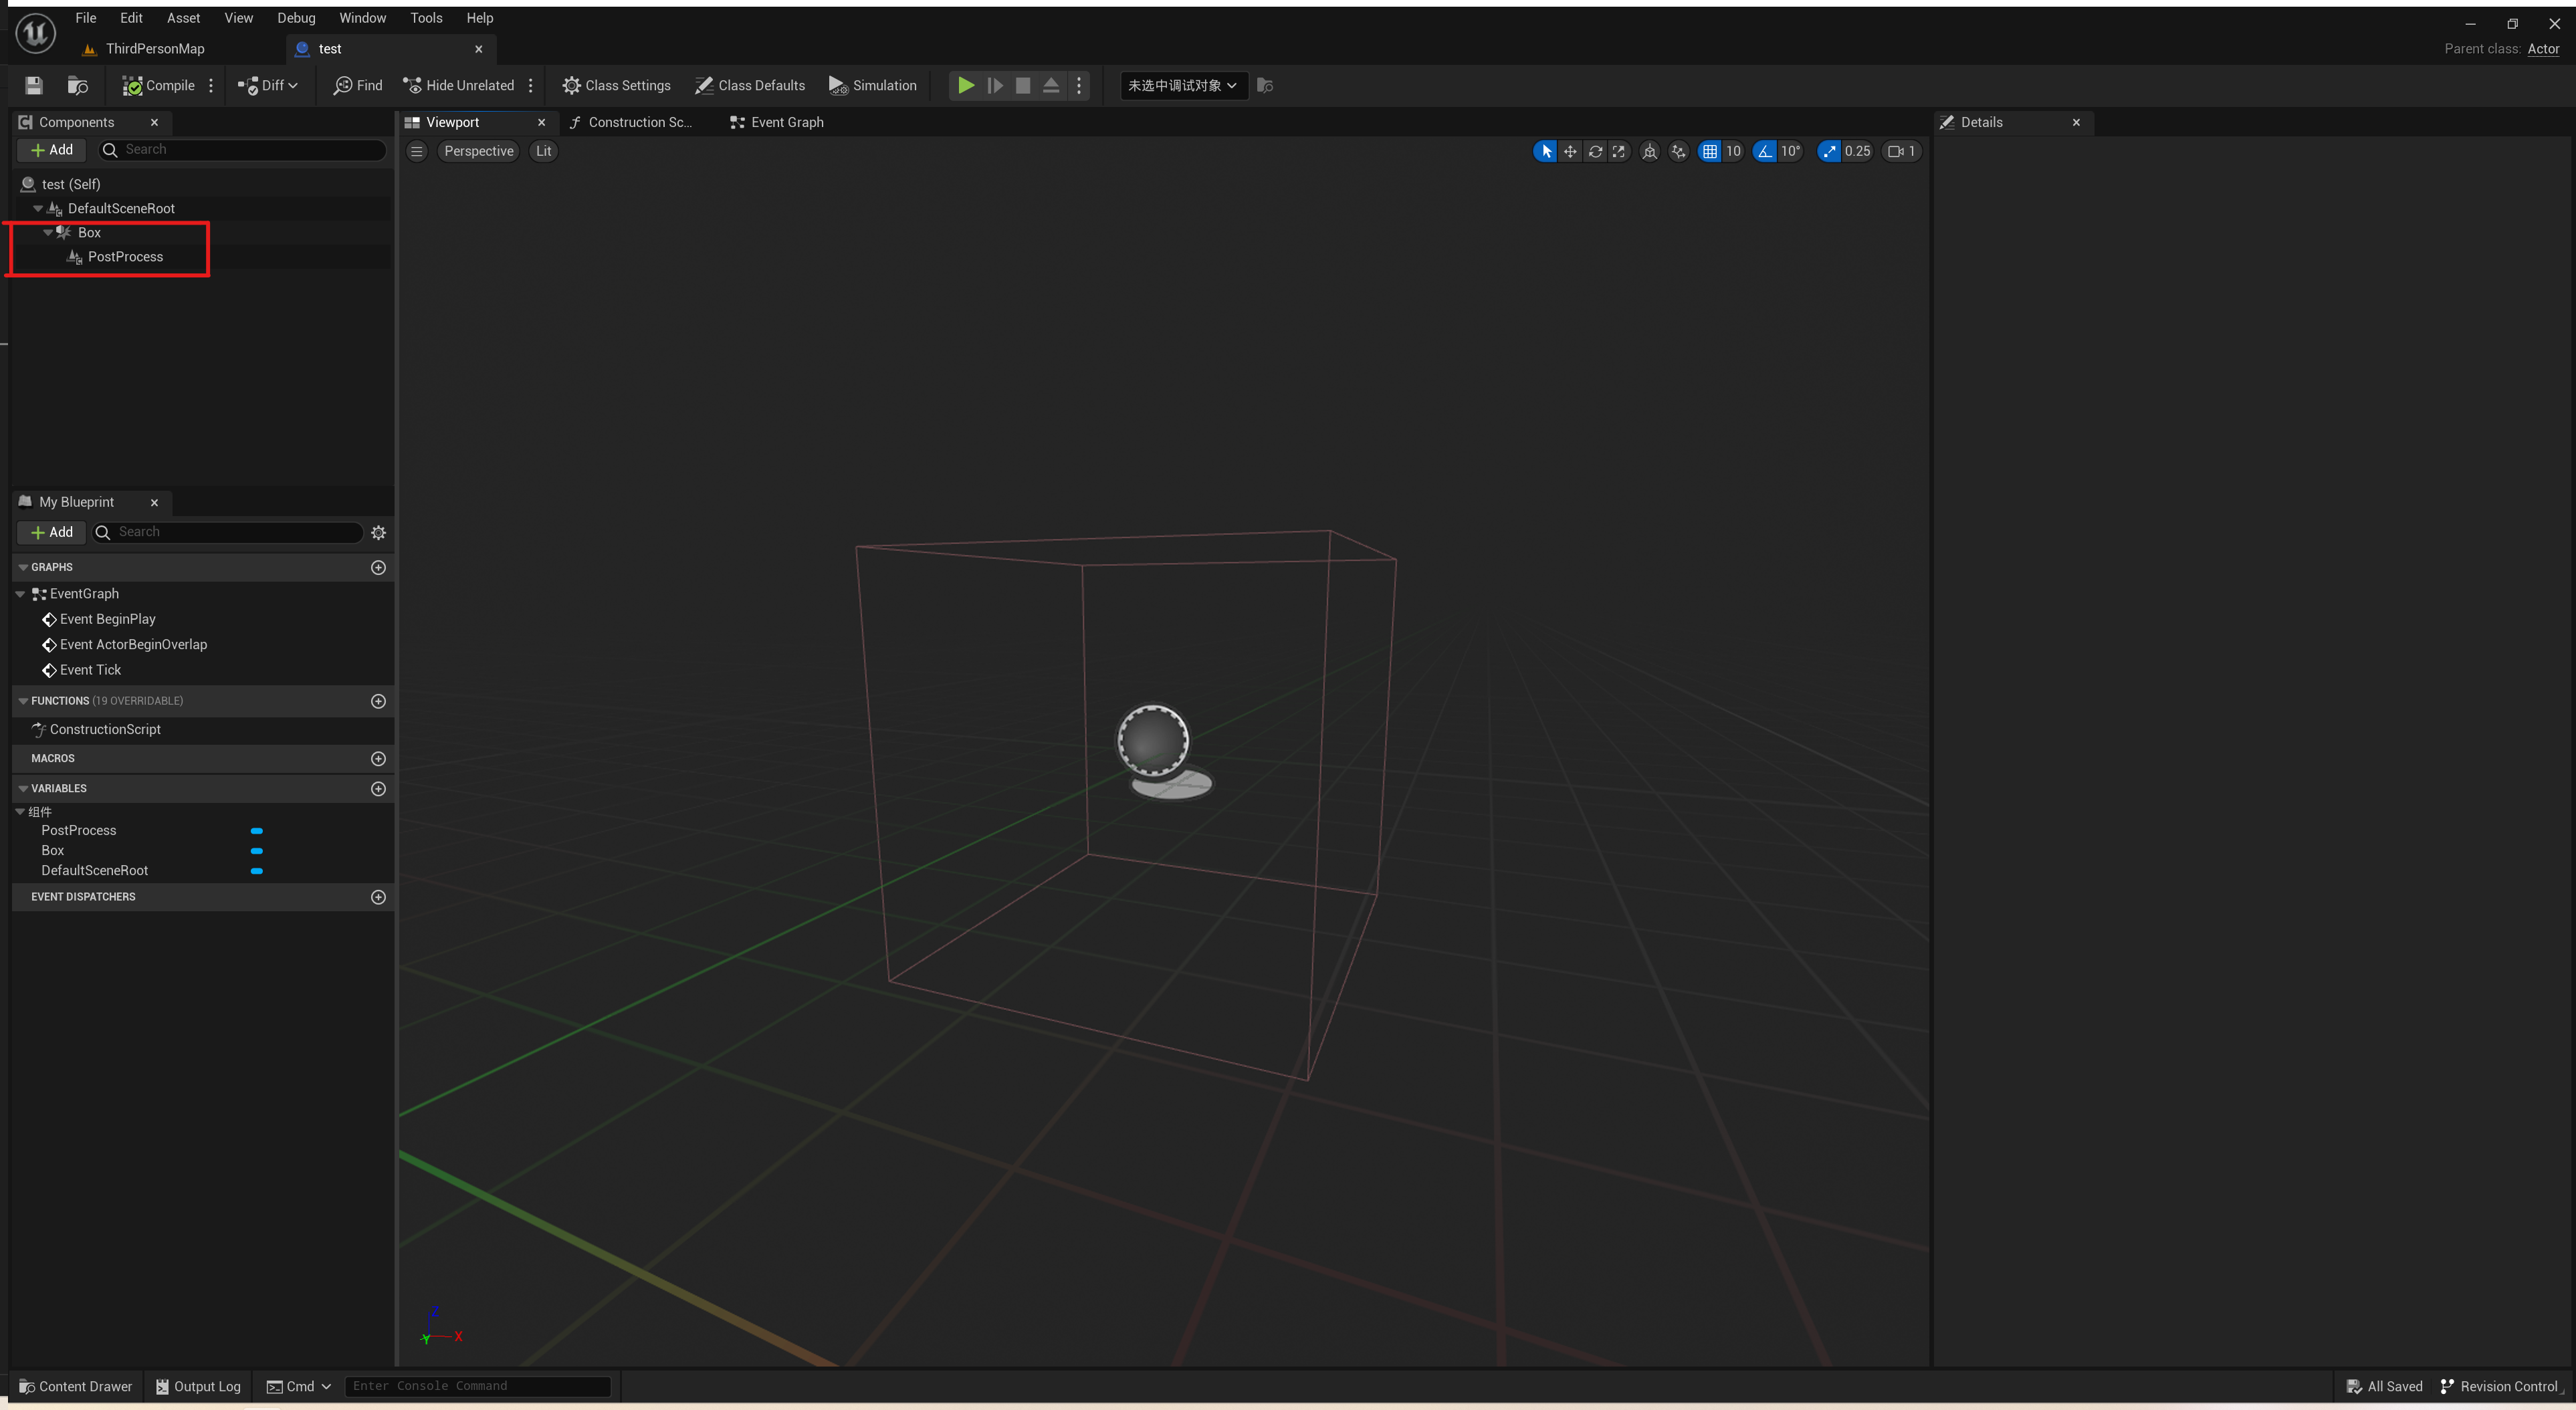 File Edit Asset View Debug Window Tools Help
ThirdPersonMap
test
Parent class: Actor
Compile Diff Find Hide Unrelated Class Settings Class Defaults Simulation 未选中调试对象
Components
Add Search
test (Self)
DefaultSceneRoot
Box
PostProcess
Viewport Construction Sc... Event Graph
Perspective Lit
10 10° 0.25 1
Details
My Blueprint
Add Search
GRAPHS
EventGraph
Event BeginPlay
Event ActorBeginOverlap
Event Tick
FUNCTIONS (19 OVERRIDABLE)
ConstructionScript
MACROS
VARIABLES
组件
PostProcess
Box
DefaultSceneRoot
EVENT DISPATCHERS
Z
Y X
Content Drawer Output Log Cmd Enter Console Command All Saved Revision Control